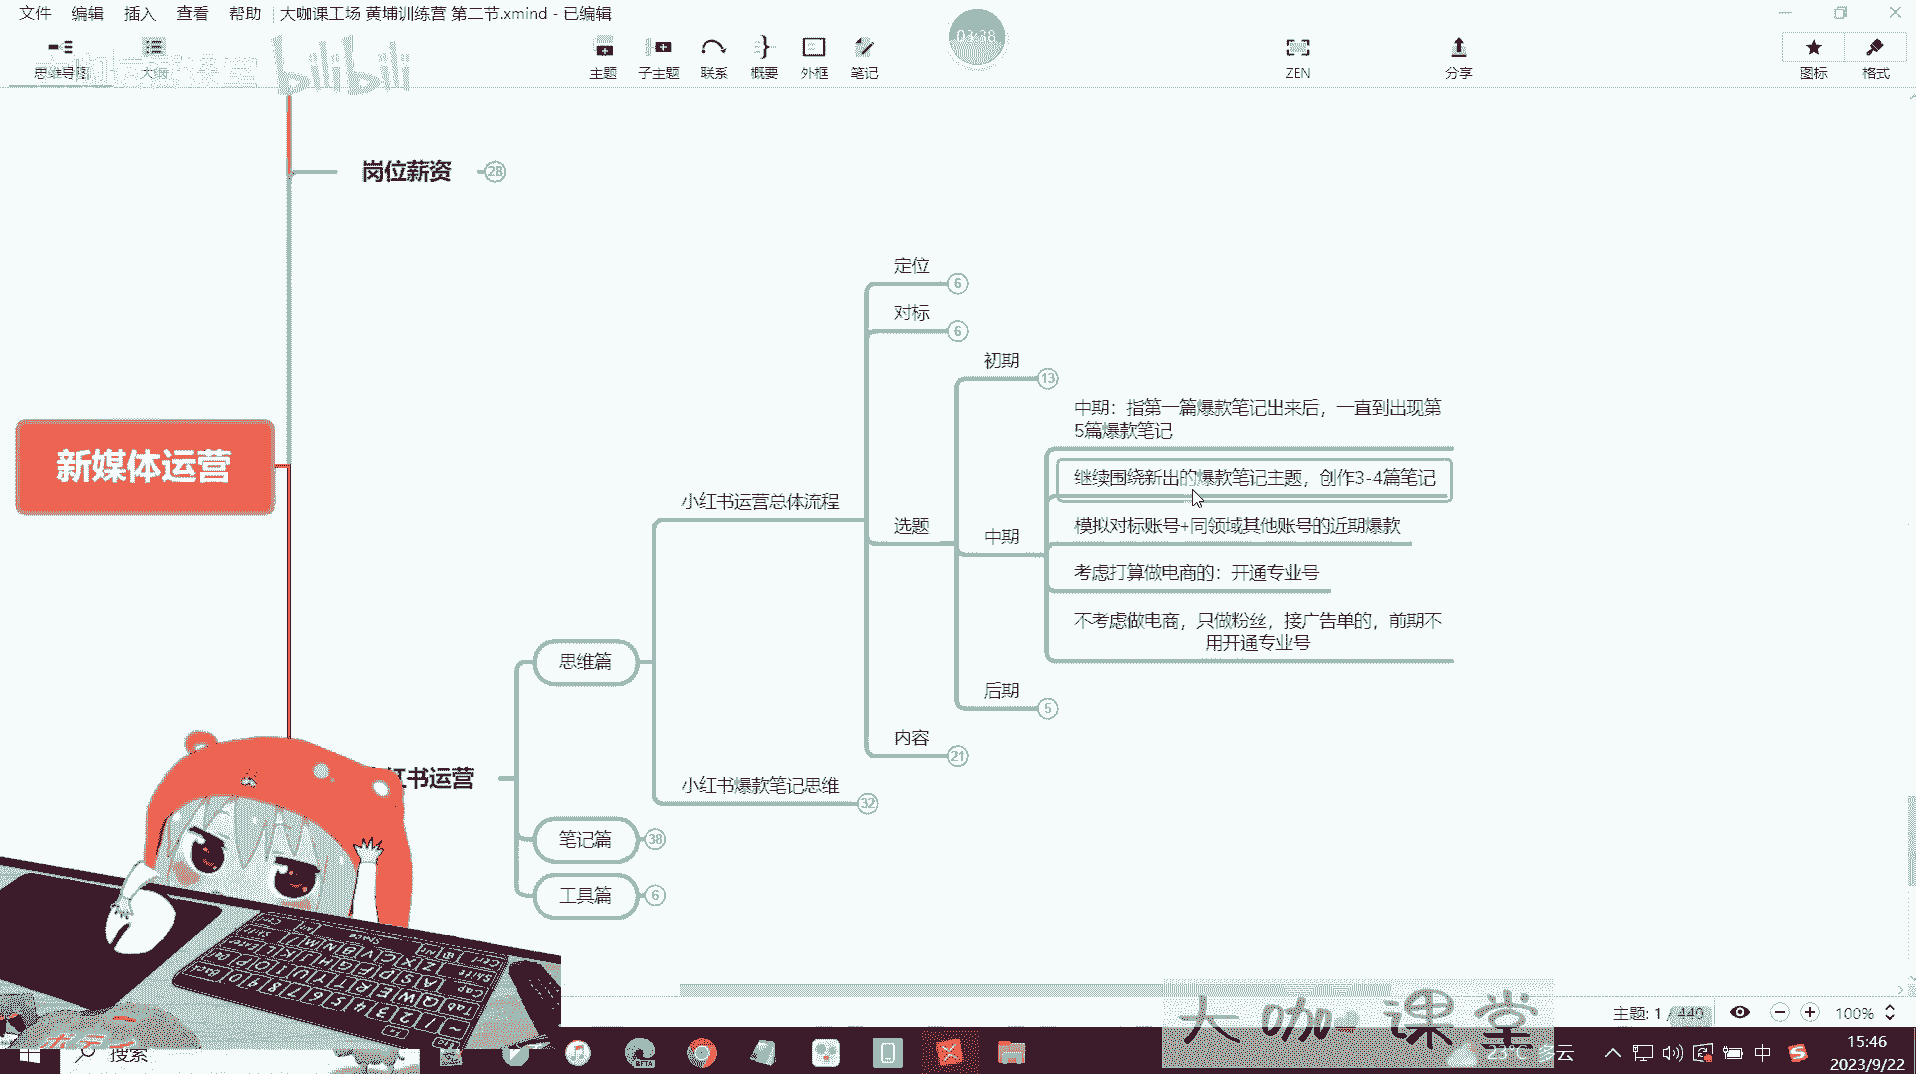 文件 编辑 插入 查看 帮助 大咖课工场 黄埔训练营 第二节.xmind - 已编辑
03:38
思维导图 大纲 主题 子主题 联系 概要 外框 笔记 ZEN 分享 图标 格式
bilibili
岗位薪资 28
定位 6
对标 6
初期 13
中期：指第一篇爆款笔记出来后，一直到出现第
5篇爆款笔记
新媒体运营
继续围绕新出的爆款笔记主题，创作3-4篇笔记
小红书运营总体流程
选题
模拟对标账号+同领域其他账号的近期爆款
中期
考虑打算做电商的：开通专业号
不考虑做电商，只做粉丝，接广告单的，前期不
用开通专业号
思维篇
后期 5
内容 21
红书运营
小红书爆款笔记思维 32
笔记篇 38
工具篇 6
大咖课堂
主题: 1 / 449 100%
搜索
23°C 多云
中
15:46
2023/9/22